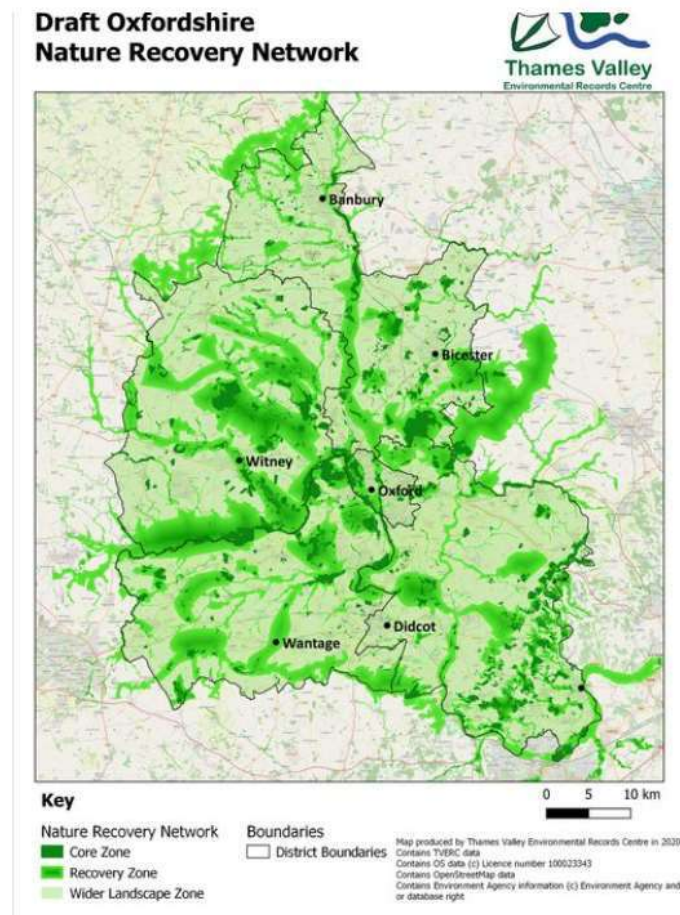 Draft Oxfordshire
Nature Recovery Network
Thames Valley
Environmental Records Centre
Banbury
Bicester
Witney
Oxford
Didcot
Wantage
Key
0 5 10 km
Nature Recovery Network
Core Zone
Recovery Zone
Wider Landscape Zone
Boundaries
District Boundaries
Map produced by Thames Valley Environmental Records Centre in 2020
Contains TVERC data
Contains OS data (c) Licence number 100023343
Contains OpenStreetMap data
Contains Environment Agency information (c) Environment Agency and
or database right